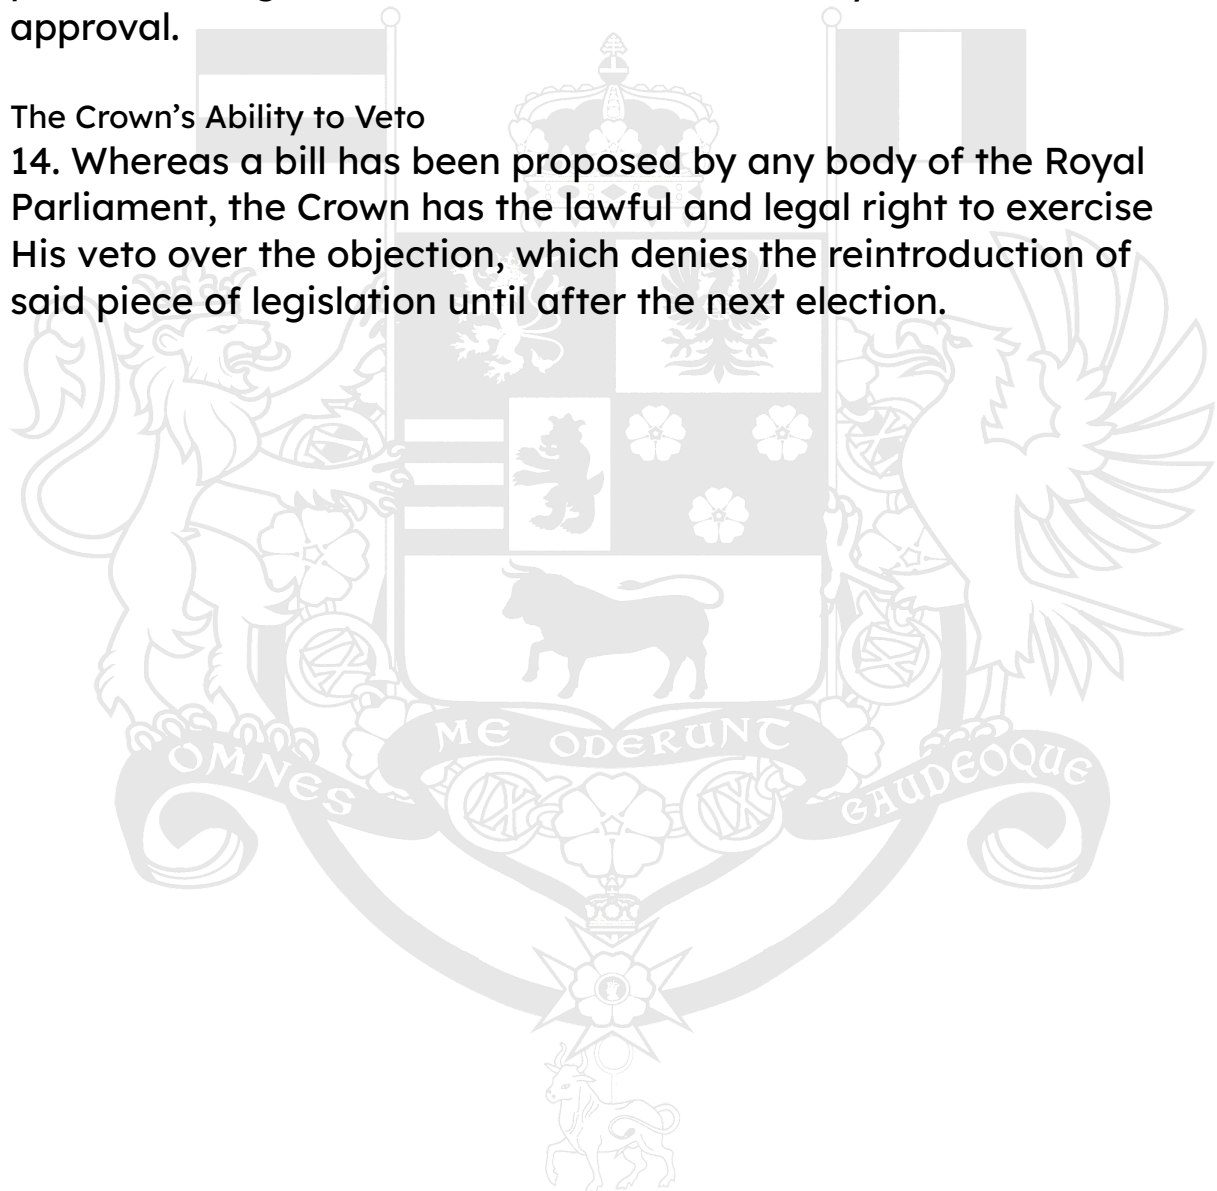 approval.
The Crown’s Ability to Veto
14. Whereas a bill has been proposed by any body of the Royal
Parliament, the Crown has the lawful and legal right to exercise
His veto over the objection, which denies the reintroduction of
said piece of legislation until after the next election.
OMNES ME ODERUNT GAUDEOQUE